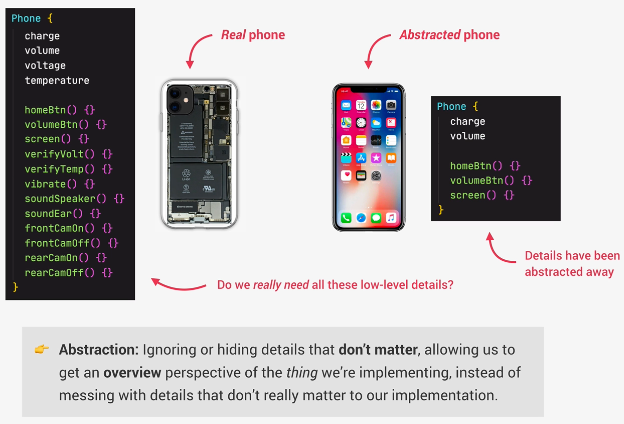 Phone {
charge
volume
voltage
temperature
homeBtn() {}
volumeBtn() {}
screen() {}
verifyVolt() {}
verifyTemp() {}
vibrate() {}
soundSpeaker() {}
soundEar() {}
frontCamOn() {}
frontCamOff() {}
rearCamOn() {}
rearCamOff() {}
}
Real phone
Abstracted phone
Phone {
charge
volume
homeBtn() {}
volumeBtn() {}
screen() {}
}
Details have been
abstracted away
Do we really need all these low-level details?
👉 Abstraction: Ignoring or hiding details that don’t matter, allowing us to
get an overview perspective of the thing we’re implementing, instead of
messing with details that don’t really matter to our implementation.